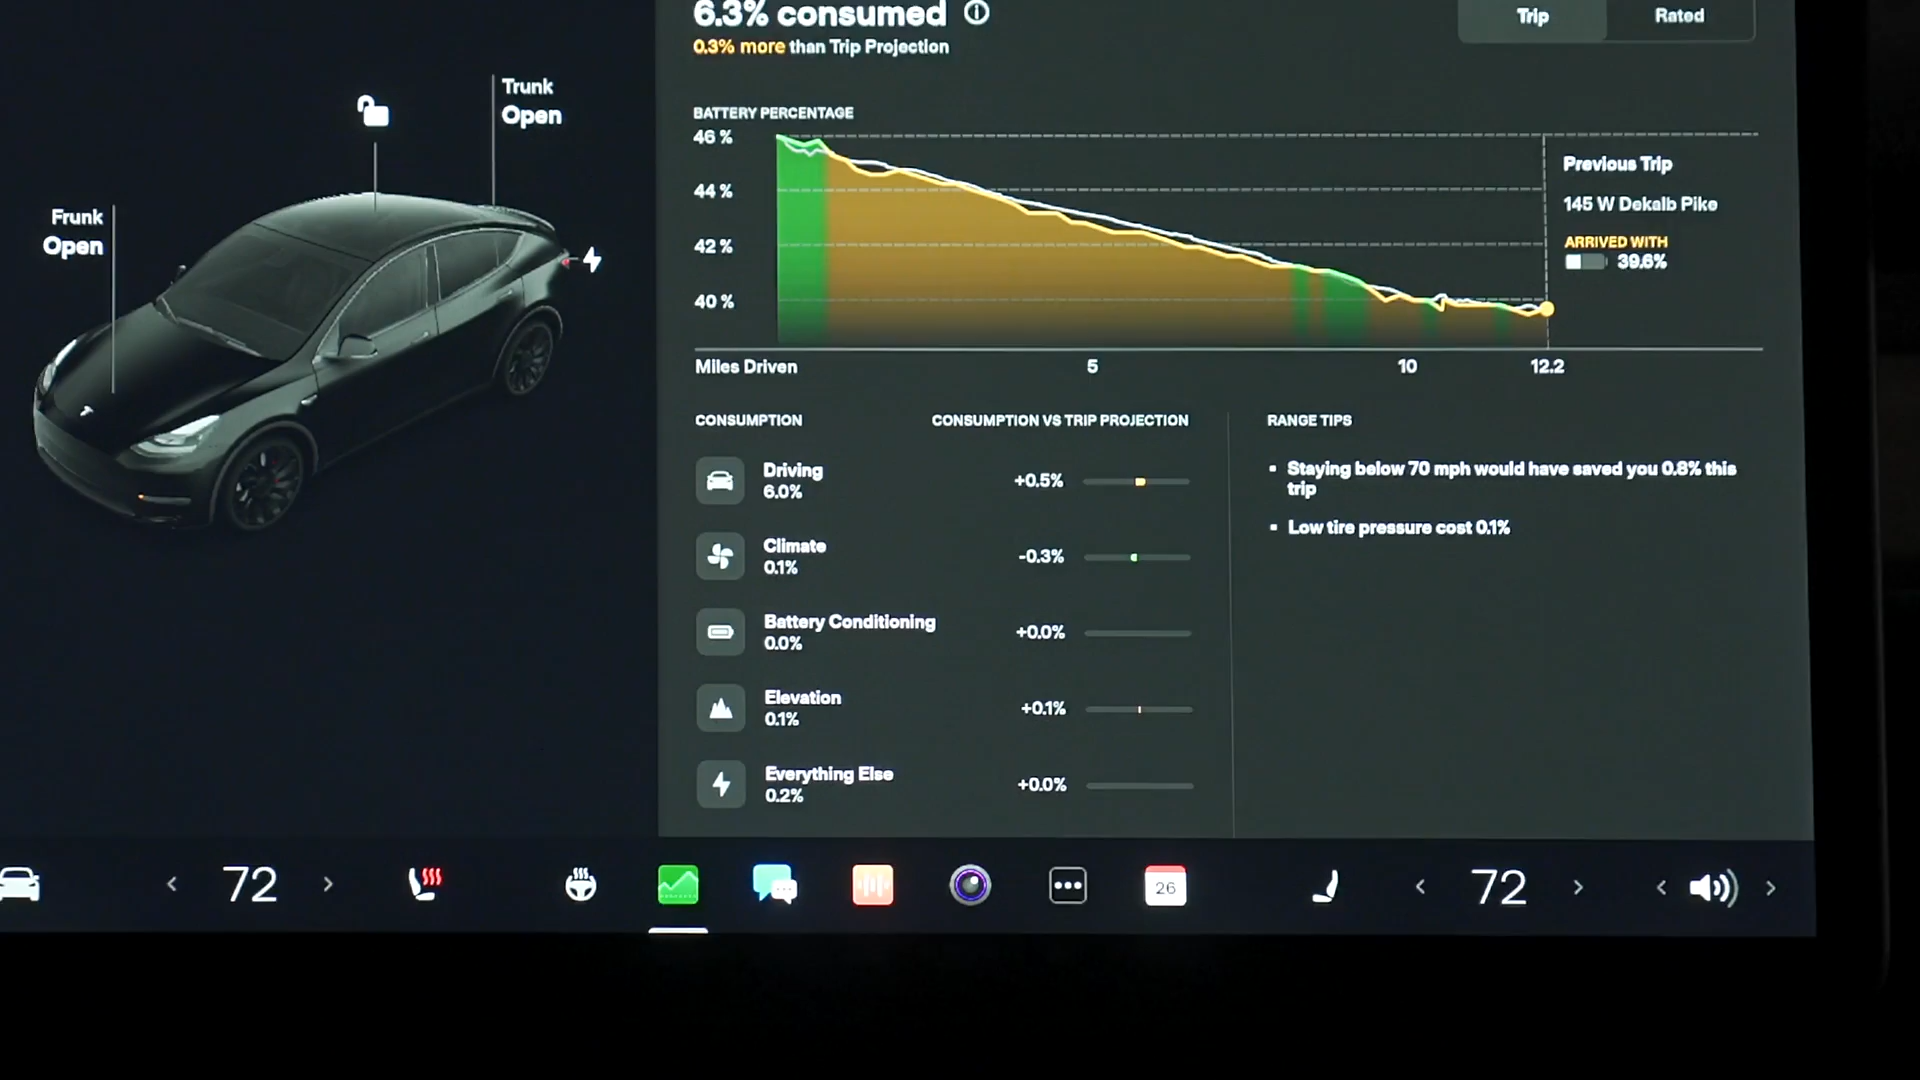 6.3% consumed
0.3% more than Trip Projection
Trip
Rated
Trunk
Open
Frunk
Open
BATTERY PERCENTAGE
46 %
44 %
42 %
40 %
Previous Trip
145 W Dekalb Pike
ARRIVED WITH
39.6%
Miles Driven
5
10
12.2
CONSUMPTION
CONSUMPTION VS TRIP PROJECTION
RANGE TIPS
Driving
6.0%
+0.5%
Climate
0.1%
-0.3%
Battery Conditioning
0.0%
+0.0%
Elevation
0.1%
+0.1%
Everything Else
0.2%
+0.0%
• Staying below 70 mph would have saved you 0.8% this
trip
• Low tire pressure cost 0.1%
72
26
72